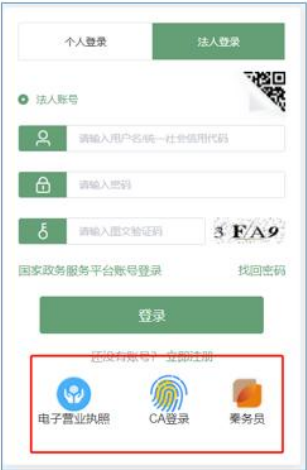 个人登录 法人登录
法人账号
请输入用户名/统一社会信用代码
请输入密码
请输入图文验证码 3 FA9
国家政务服务平台账号登录 找回密码
登录
还没有账号? 立即注册
电子营业执照 CA登录 秦务员